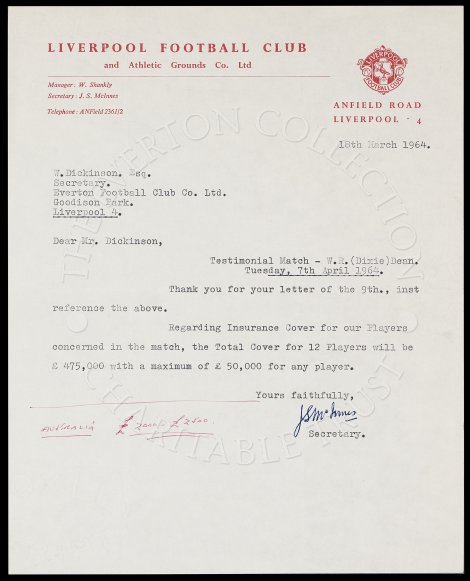 LIVERPOOL FOOTBALL CLUB
and Athletic Grounds Co. Ltd
Manager: W. Shankly
Secretary: J. S. McInnes
Telephone: ANField 2361/2
LIVERPOOL
FOOTBALL CLUB
ANFIELD ROAD
LIVERPOOL - 4
18th March 1964.
W.Dickinson. Esq.
Secretary.
Everton Football Club Co. Ltd.
Goodison Park.
Liverpool 4.
Dear Mr. Dickinson,
Testimonial Match - W.R.(Dixie)Dean.
Tuesday, 7th April 1964.
Thank you for your letter of the 9th., inst
reference the above.
Regarding Insurance Cover for our Players
concerned in the match, the Total Cover for 12 Players will be
£ 475,000 with a maximum of £ 50,000 for any player.
Yours faithfully,
JSMcInnes
Secretary.
AUSTRALIA £ 2000/ £2500.
THE EVERTON COLLECTION
CHARITABLE TRUST